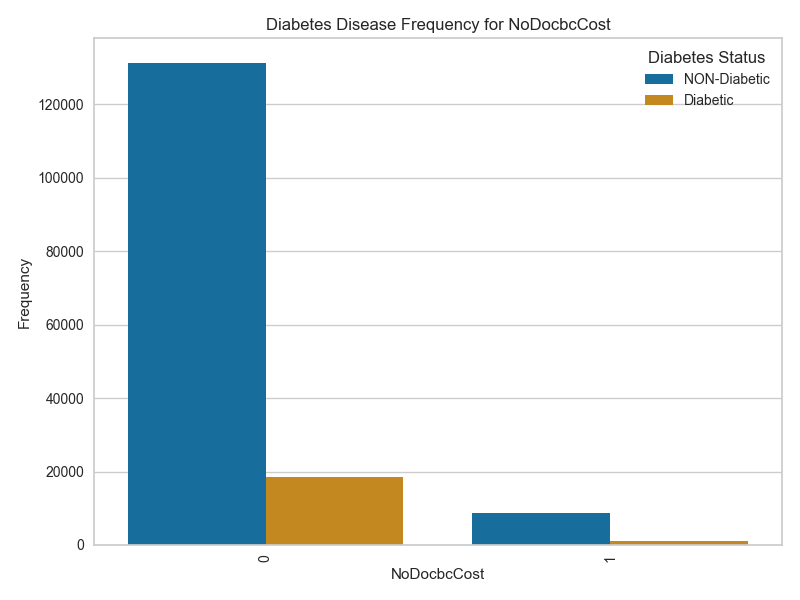 Diabetes Disease Frequency for NoDocbcCost
Diabetes Status
NON-Diabetic
Diabetic
120000
100000
80000
60000
40000
20000
0
Frequency
0
1
NoDocbcCost